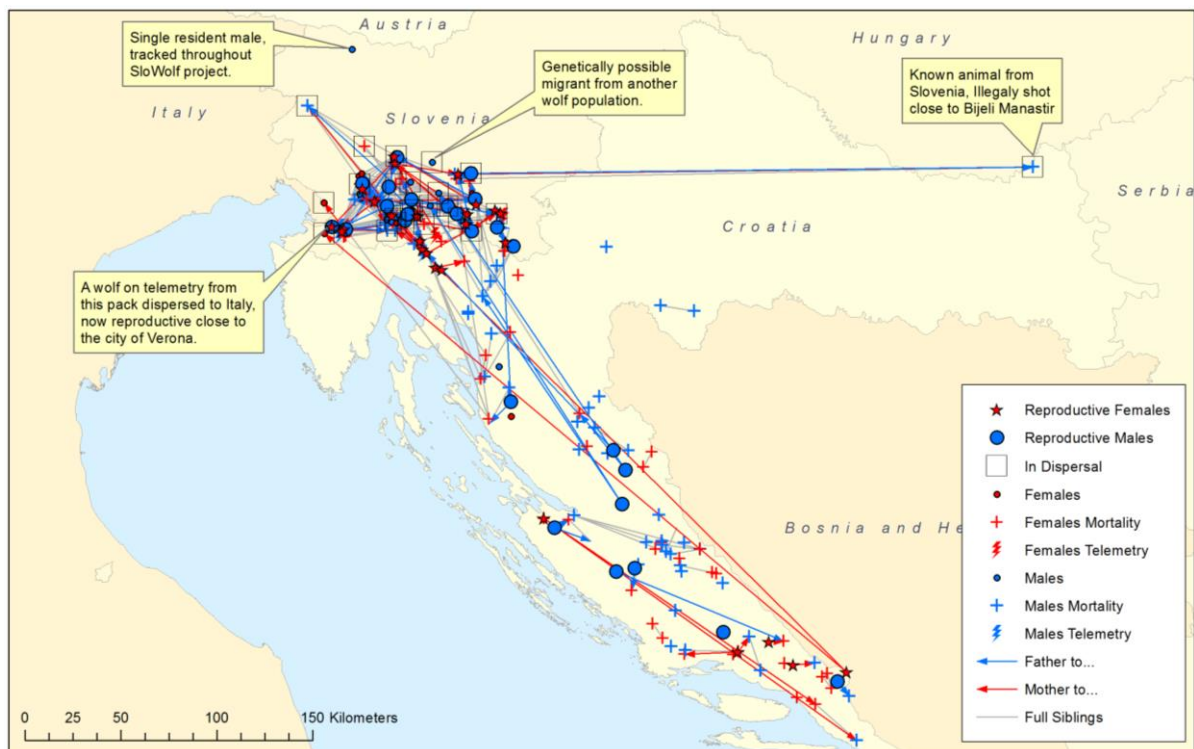 Austria
Hungary
Single resident male,
tracked throughout
SloWolf project.
Genetically possible
migrant from another
wolf population.
Known animal from
Slovenia, Illegaly shot
close to Bijeli Manastir
Italy
Slovenia
Serbia
Croatia
A wolf on telemetry from
this pack dispersed to Italy,
now reproductive close to
the city of Verona.
Bosnia and He
Reproductive Females
Reproductive Males
In Dispersal
Females
Females Mortality
Females Telemetry
Males
Males Mortality
Males Telemetry
Father to...
Mother to...
Full Siblings
0 25 50 100 150 Kilometers